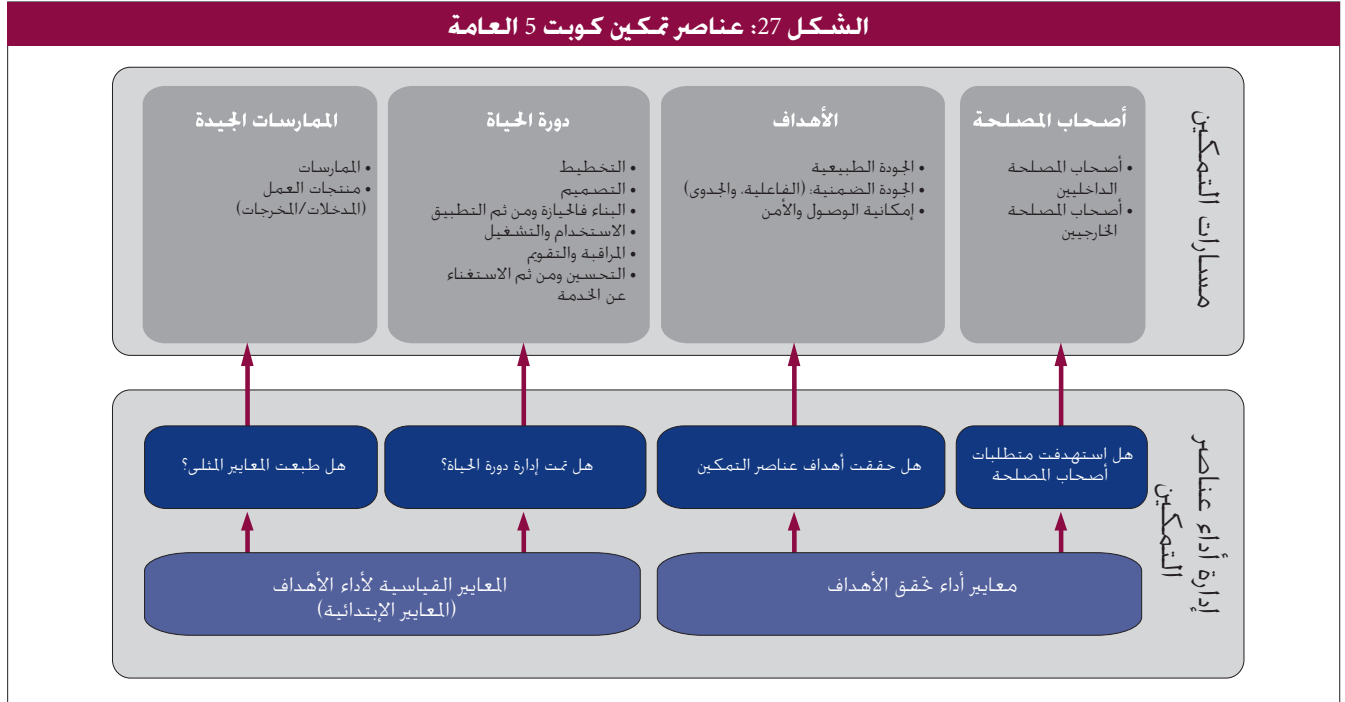 الشكل 27: عناصر تمكين كوبت 5 العامة
مسارات التمكين
أصحاب المصلحة
• أصحاب المصلحة
الداخليين
• أصحاب المصلحة
الخارجيين
الأهداف
• الجودة الطبيعية
• الجودة الضمنية: (الفاعلية، والجدوى)
• إمكانية الوصول والأمن
دورة الحياة
• التخطيط
• التصميم
• البناء فالحيازة ومن ثم التطبيق
• الاستخدام والتشغيل
• المراقبة والتقويم
• التحسين ومن ثم الاستغناء
عن الخدمة
الممارسات الجيدة
• الممارسات
• منتجات العمل
(المدخلات/المخرجات)
إدارة أداء عناصر
التمكين
هل استهدفت متطلبات
أصحاب المصلحة
هل حققت أهداف عناصر التمكين
هل تمت إدارة دورة الحياة؟
هل طبعت المعايير المثلى؟
معايير أداء تحقق الأهداف
المعايير القياسية لأداء الأهداف
(المعايير الإبتدائية)